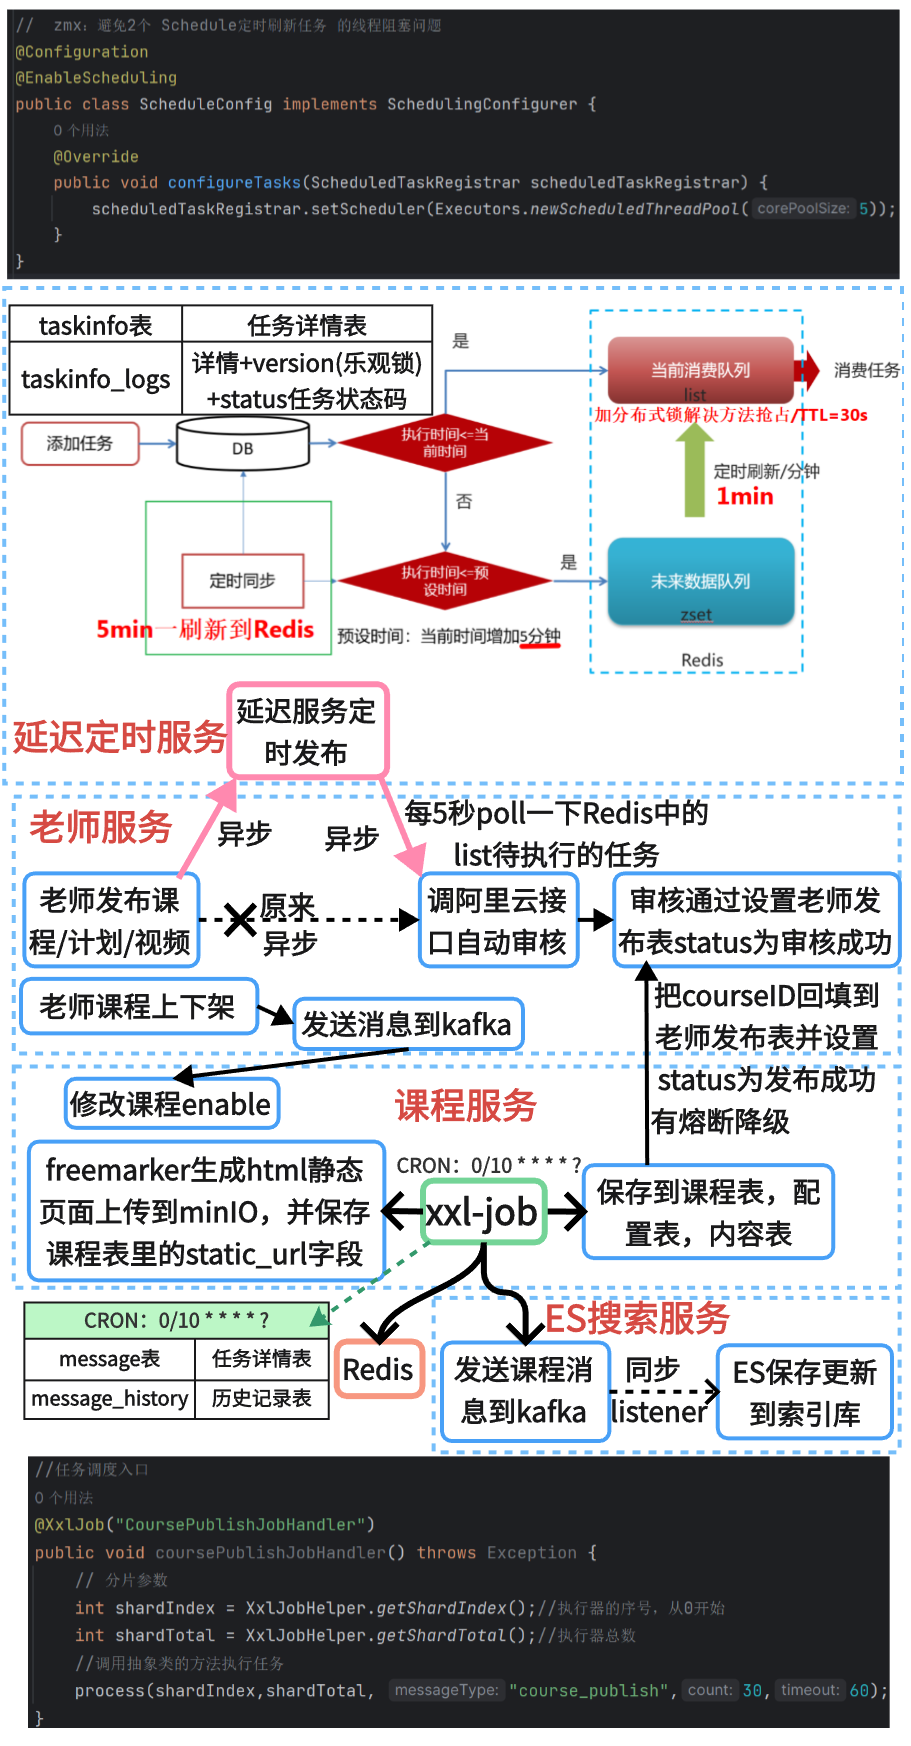 //  zmx: 避免2个 Schedule定时刷新任务 的线程阻塞问题
@Configuration
@EnableScheduling
public class ScheduleConfig implements SchedulingConfigurer {
0 个用法
@Override
public void configureTasks(ScheduledTaskRegistrar scheduledTaskRegistrar) {
scheduledTaskRegistrar.setScheduler(Executors.newScheduledThreadPool( corePoolSize: 5));
}
}
taskinfo表 任务详情表
taskinfo_logs 详情+version(乐观锁)
+status任务状态码
是
当前消费队列
list
消费任务
加分布式锁解决方法抢占/TTL=30s
添加任务
DB
执行时间<=当
前时间
定时刷新/分钟
1min
否
定时同步
5min一刷新到Redis
执行时间<=预
设时间
是
未来数据队列
zset
预设时间：当前时间增加5分钟
Redis
延迟定时服务
延迟服务定
时发布
老师服务
异步
异步
每5秒poll一下Redis中的
list待执行的任务
老师发布课
程/计划/视频
原来
异步
调阿里云接
口自动审核
审核通过设置老师发
布表status为审核成功
老师课程上下架
发送消息到kafka
把courseID回填到
老师发布表并设置
status为发布成功
有熔断降级
修改课程enable
课程服务
freemarker生成html静态
页面上传到minIO，并保存
课程表里的static_url字段
CRON：0/10 * * * * ?
xxl-job
保存到课程表，配
置表，内容表
CRON：0/10 * * * * ?
message表 任务详情表
message_history 历史记录表
Redis
ES搜索服务
发送课程消
息到kafka
同步
listener
ES保存更新
到索引库
//任务调度入口
0 个用法
@XxlJob("CoursePublishJobHandler")
public void coursePublishJobHandler() throws Exception {
// 分片参数
int shardIndex = XxlJobHelper.getShardIndex();//执行器的序号，从0开始
int shardTotal = XxlJobHelper.getShardTotal();//执行器总数
//调用抽象类的方法执行任务
process(shardIndex,shardTotal, messageType: "course_publish", count: 30, timeout: 60);
}